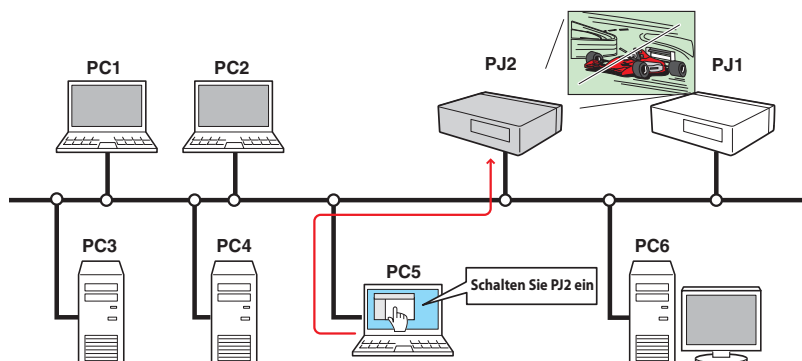 PC1
PC2
PJ2
PJ1
PC3
PC4
PC5
Schalten Sie PJ2 ein
PC6